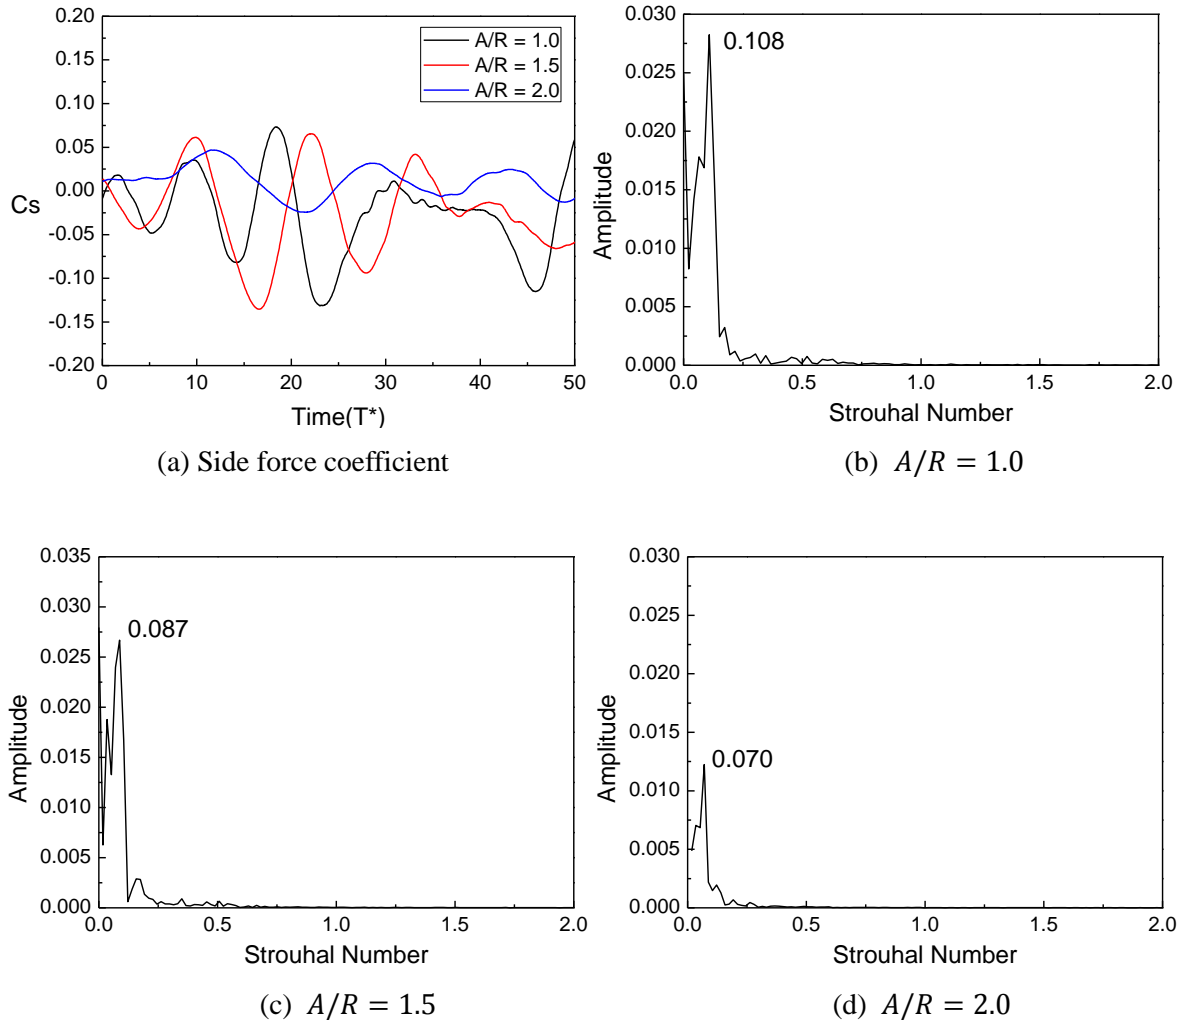 0.20
0.15
0.10
0.05
0.00
-0.05
-0.10
-0.15
-0.20
Cs
A/R = 1.0
A/R = 1.5
A/R = 2.0
0 10 20 30 40 50
Time(T*)
(a) Side force coefficient
0.030
0.025
0.020
0.015
0.010
0.005
0.000
Amplitude
0.108
0.0 0.5 1.0 1.5 2.0
Strouhal Number
(b) A/R = 1.0
0.035
0.030
0.025
0.020
0.015
0.010
0.005
0.000
Amplitude
0.087
0.0 0.5 1.0 1.5 2.0
Strouhal Number
(c) A/R = 1.5
0.030
0.025
0.020
0.015
0.010
0.005
0.000
Amplitude
0.070
0.0 0.5 1.0 1.5 2.0
Strouhal Number
(d) A/R = 2.0